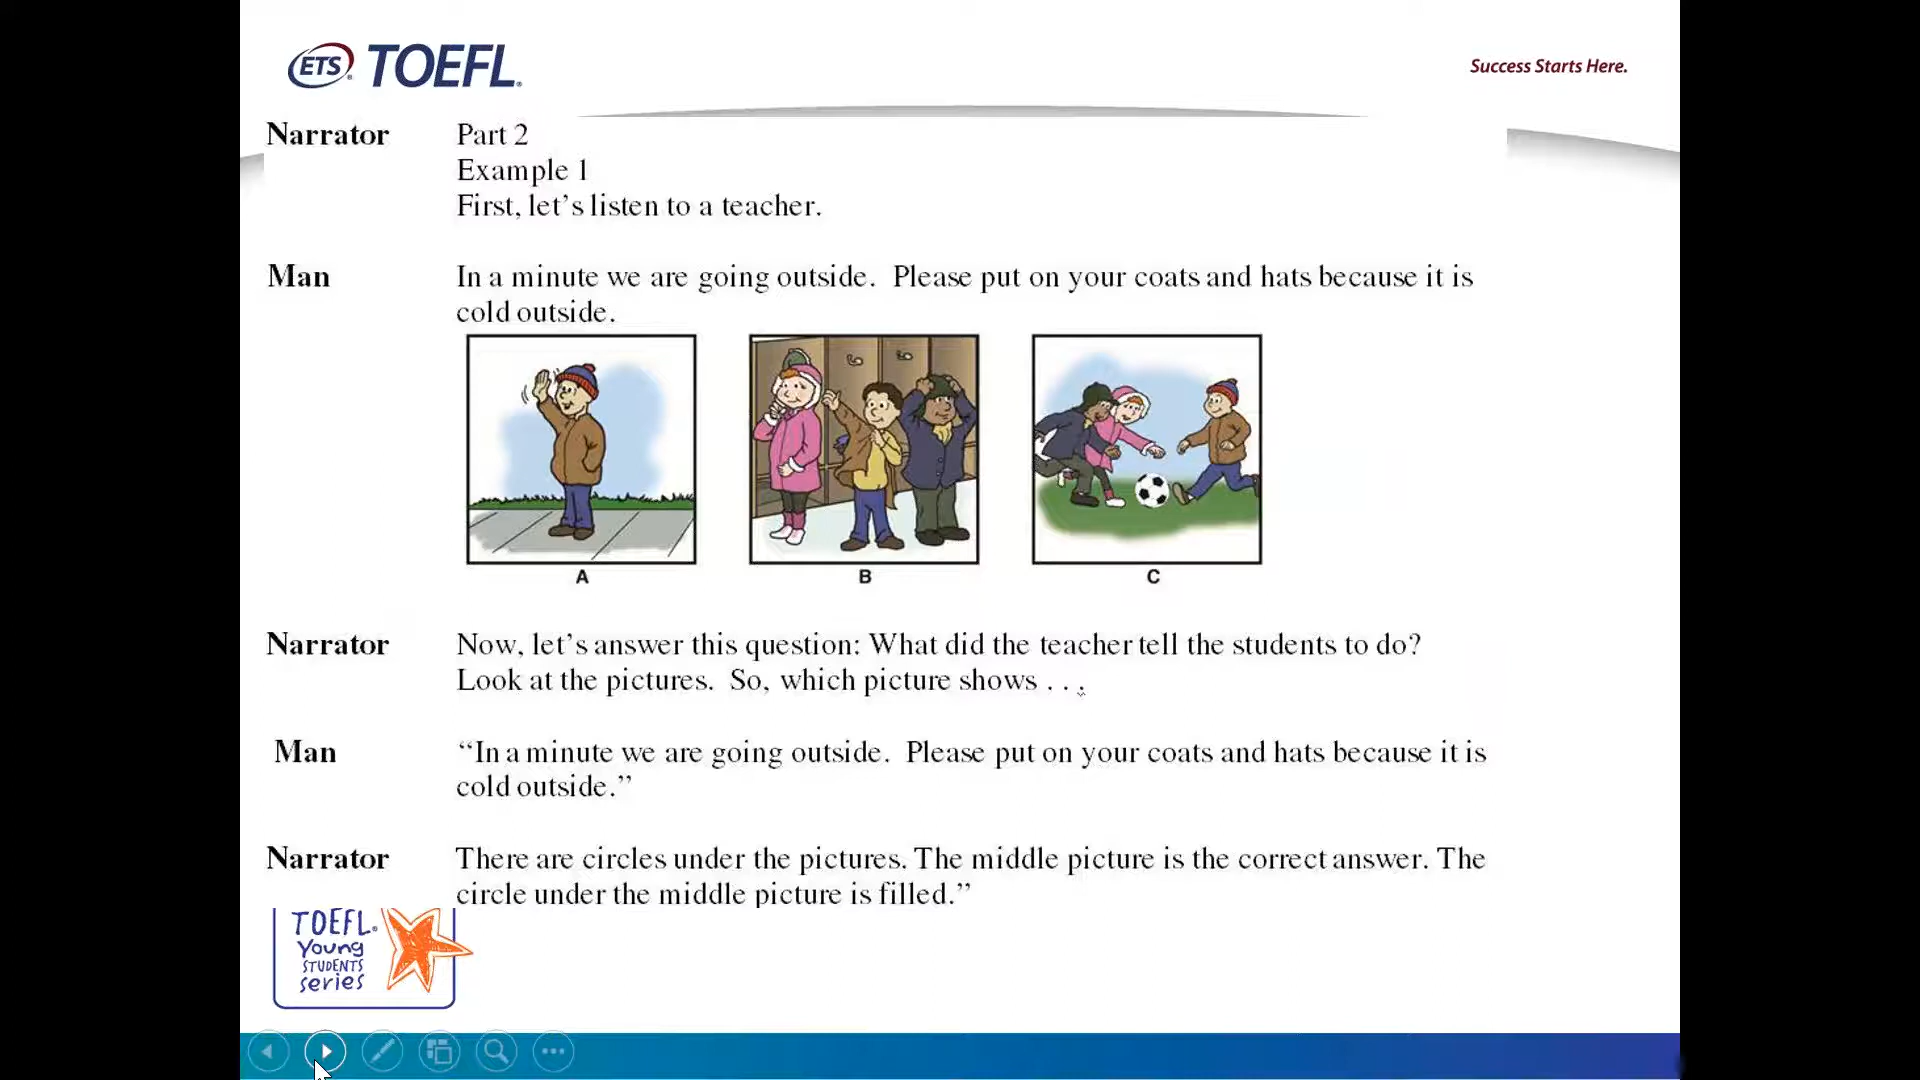 ETS TOEFL
Success Starts Here.
Narrator Part 2
Example 1
First, let's listen to a teacher.
Man In a minute we are going outside. Please put on your coats and hats because it is
cold outside.
A B C
Narrator Now, let's answer this question: What did the teacher tell the students to do?
Look at the pictures. So, which picture shows . . .
Man “In a minute we are going outside. Please put on your coats and hats because it is
cold outside.”
Narrator There are circles under the pictures. The middle picture is the correct answer. The
circle under the middle picture is filled.”
TOEFL
Young
STUDENTS
series